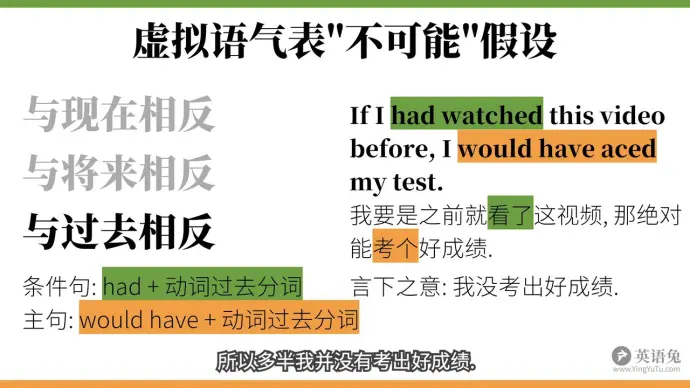 虚拟语气表"不可能"假设
与现在相反
与将来相反
与过去相反
条件句: had + 动词过去分词
主句: would have + 动词过去分词
If I had watched this video
before, I would have aced
my test.
我要是之前就看了这视频, 那绝对
能考个好成绩.
言下之意: 我没考出好成绩.
所以多半我并没有考出好成绩.
英语兔
www.YingYuTu.com